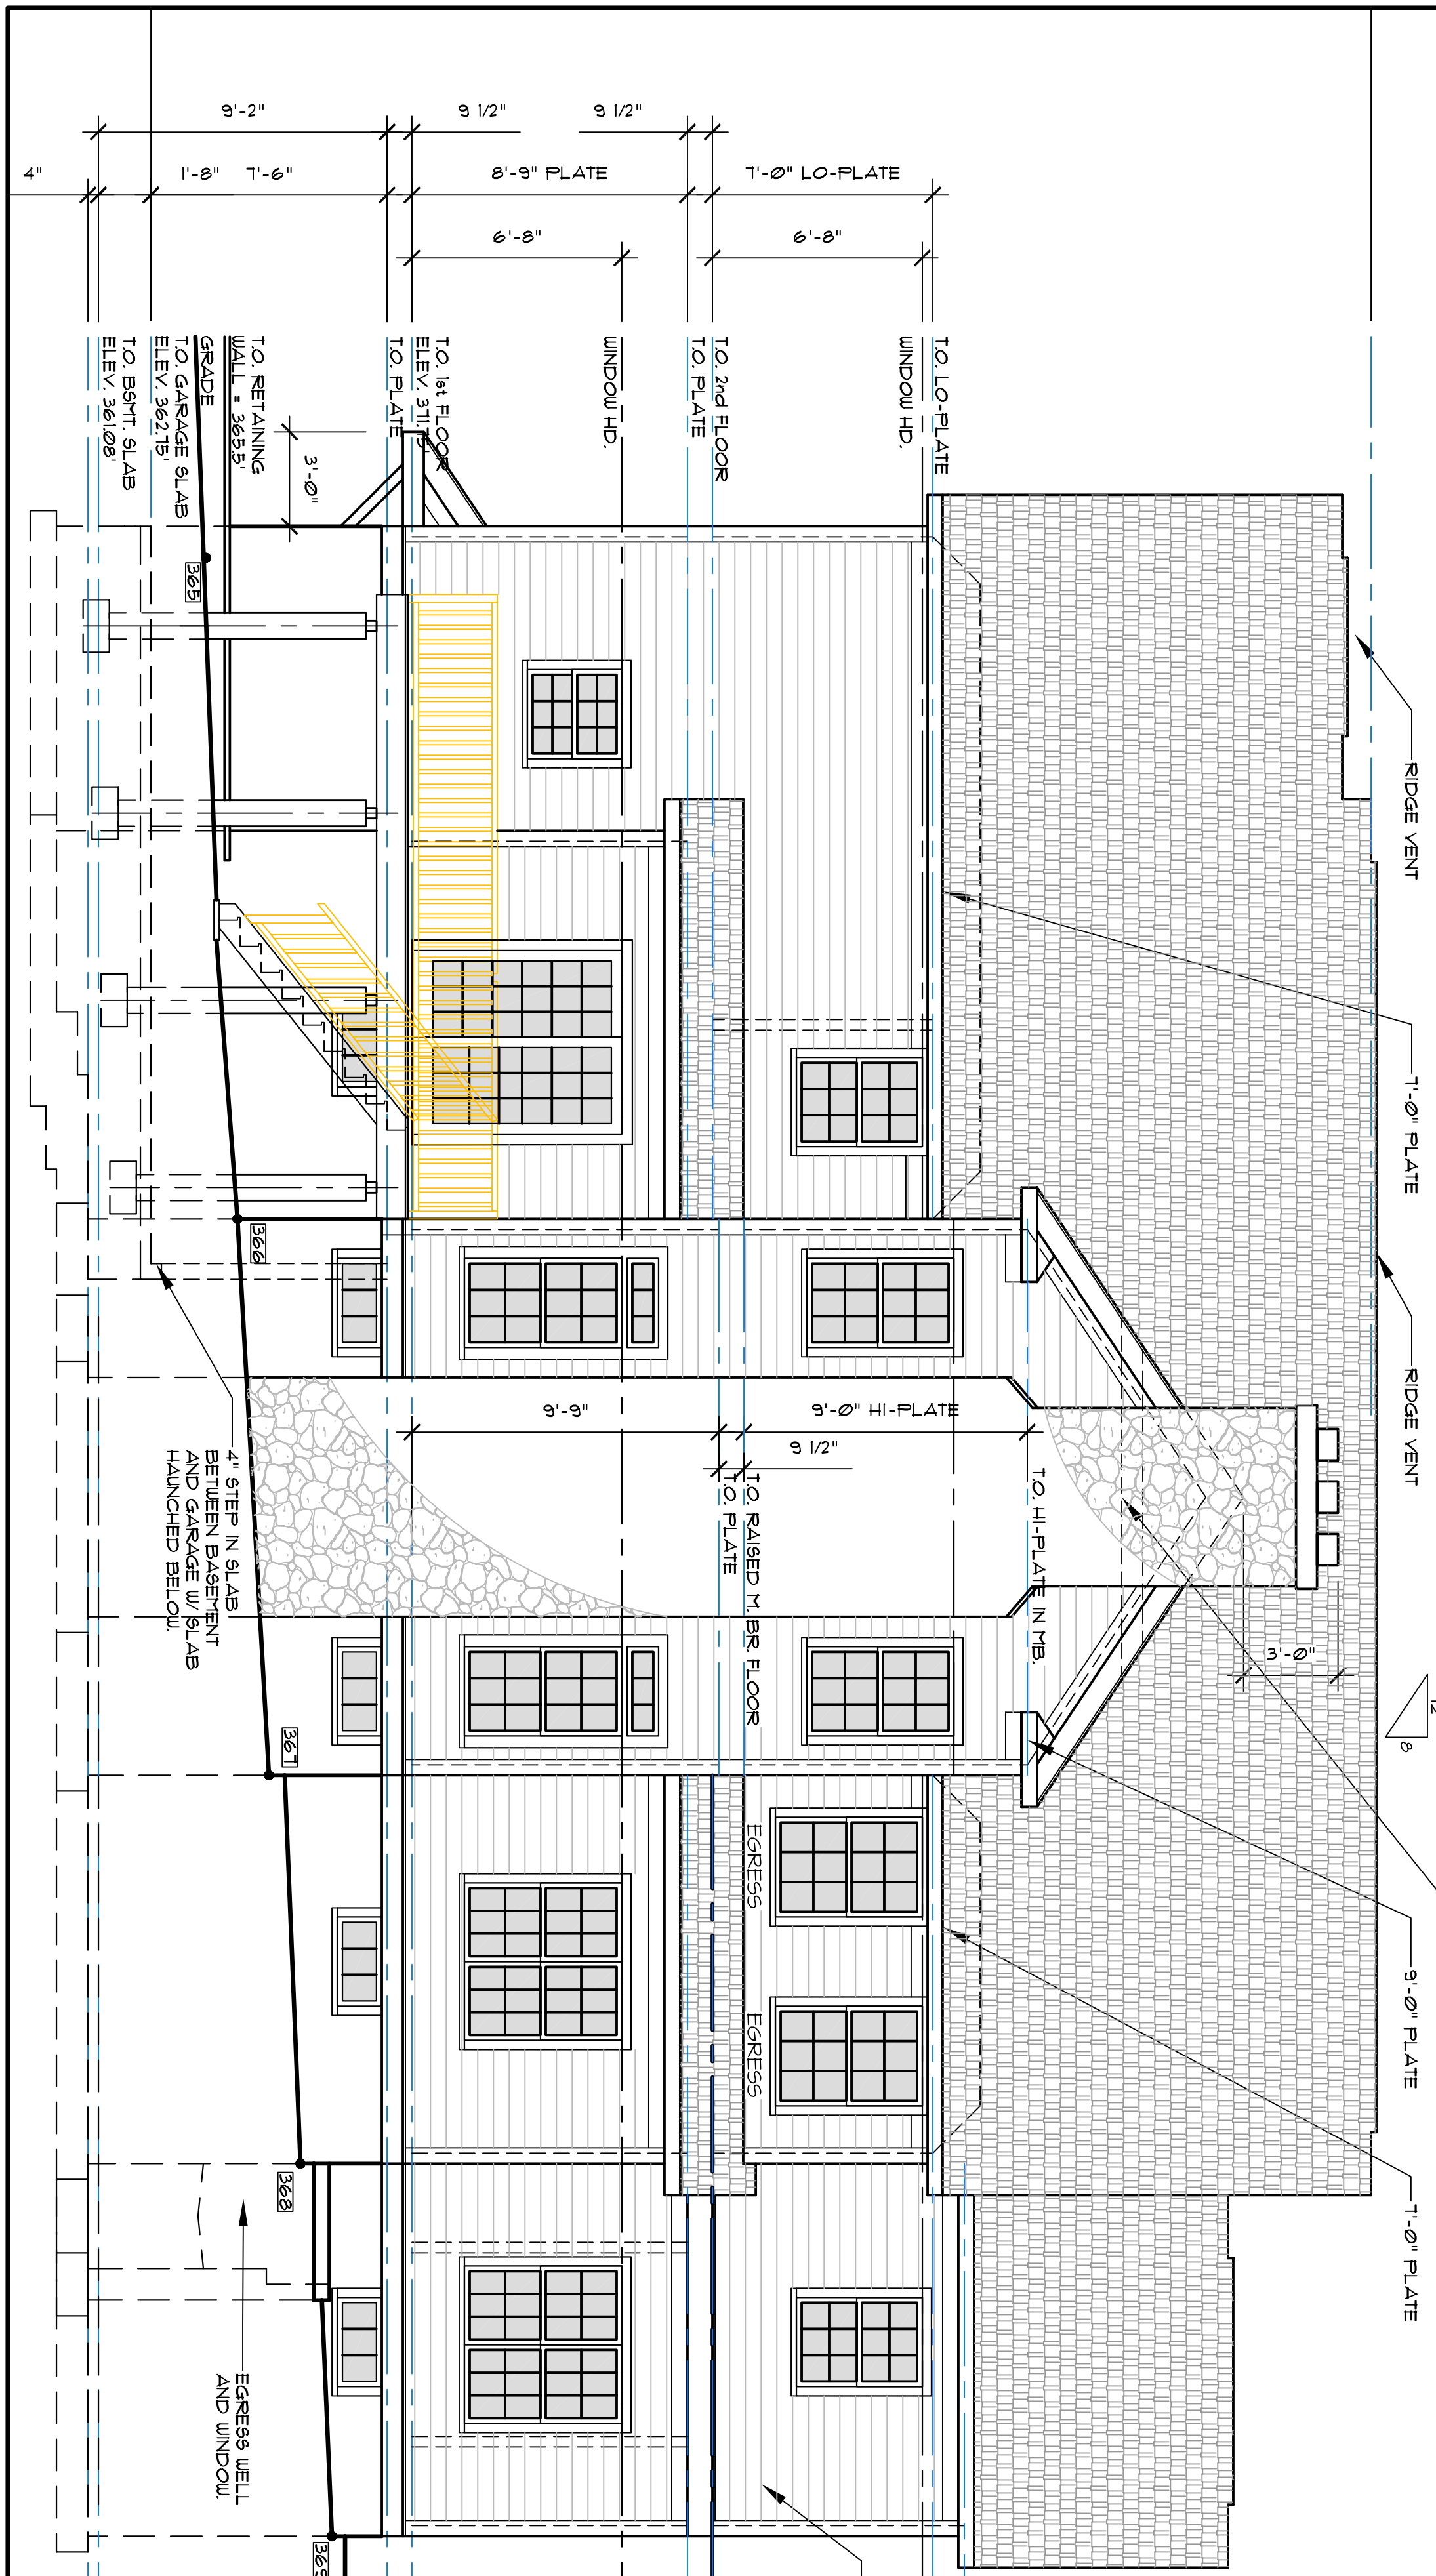 9'-2"
9 1/2"
9 1/2"
4"
1'-8"
7'-6"
8'-9" PLATE
7'-0" LO-PLATE
6'-8"
6'-8"
T.O. LO-PLATE
WINDOW HD.
T.O. 2nd FLOOR
T.O. PLATE
WINDOW HD.
T.O. 1st FLOOR
ELEV. 371.75'
T.O. PLATE
T.O. RETAINING
WALL = 365.5'
GRADE
T.O. GARAGE SLAB
ELEV. 362.75'
T.O. BSMT. SLAB
ELEV. 361.08'
3'-0"
365
RIDGE VENT
7'-0" PLATE
366
RIDGE VENT
9'-9"
9'-0" HI-PLATE
9 1/2"
4" STEP IN SLAB
BETWEEN BASEMENT
AND GARAGE W/ SLAB
HAUNCHED BELOW.
T.O. HI-PLATE IN MB.
T.O. RAISED M. BR. FLOOR
T.O. PLATE
3'-0"
12
8
367
EGRESS
EGRESS
9'-0" PLATE
7'-0" PLATE
368
EGRESS WELL
AND WINDOW.
369